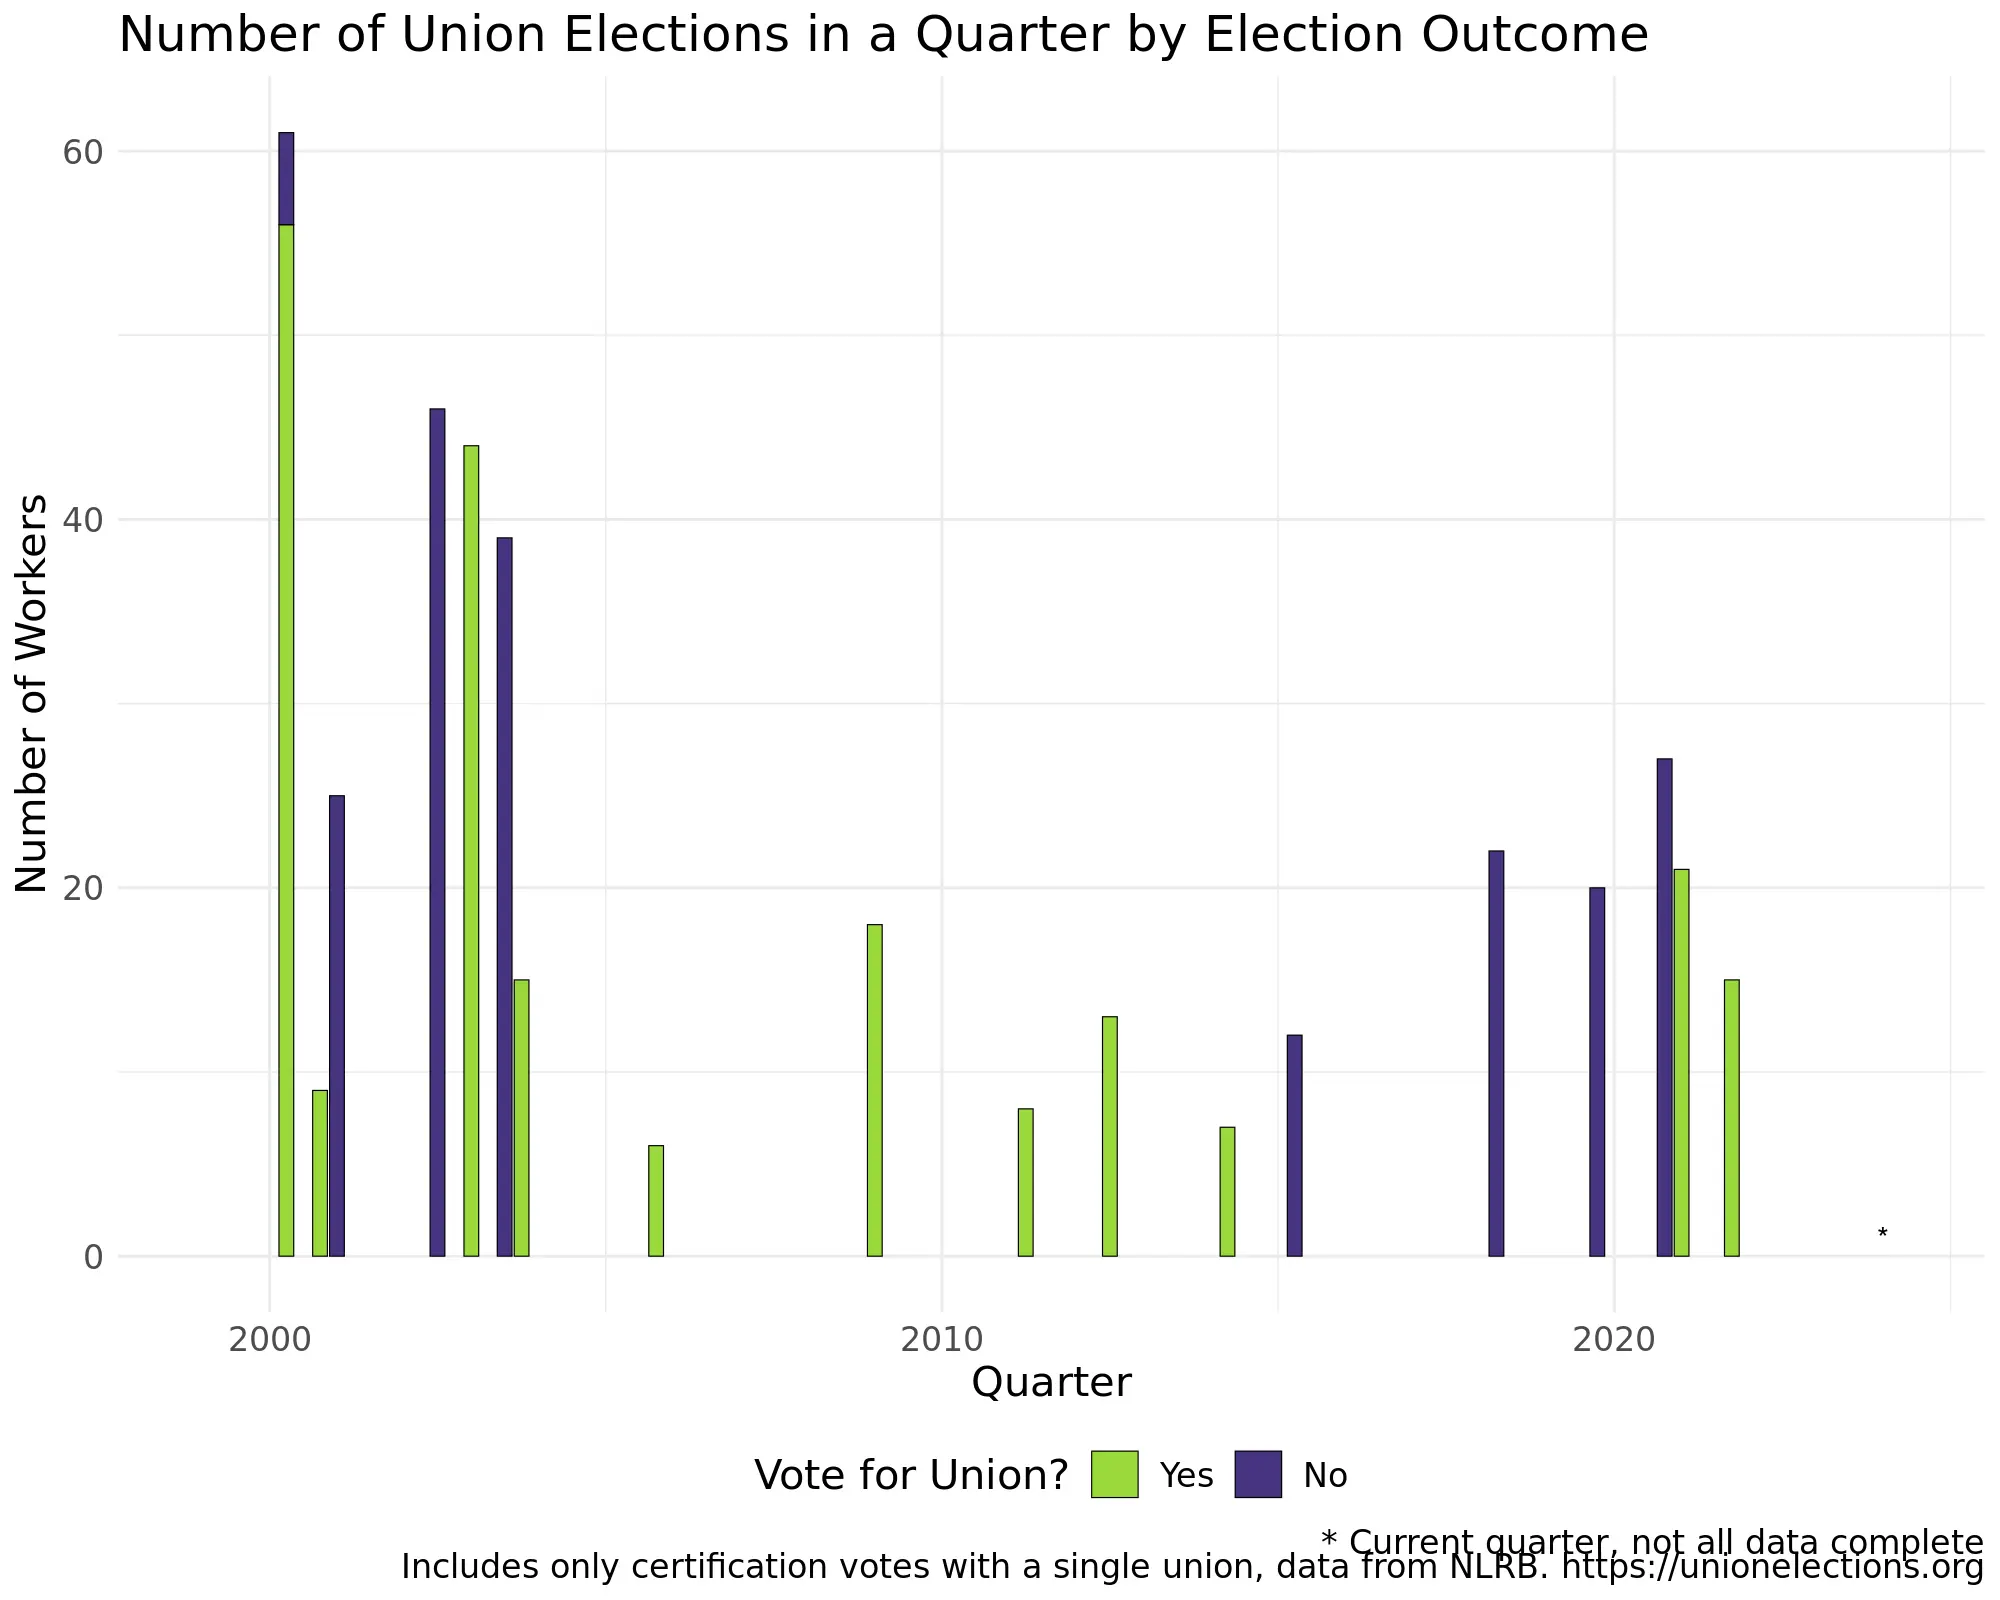 Number of Union Elections in a Quarter by Election Outcome
60
40
20
0
Number of Workers
*
2000 2010 2020
Quarter
Vote for Union? Yes No
* Current quarter, not all data complete
Includes only certification votes with a single union, data from NLRB. https://unionelections.org